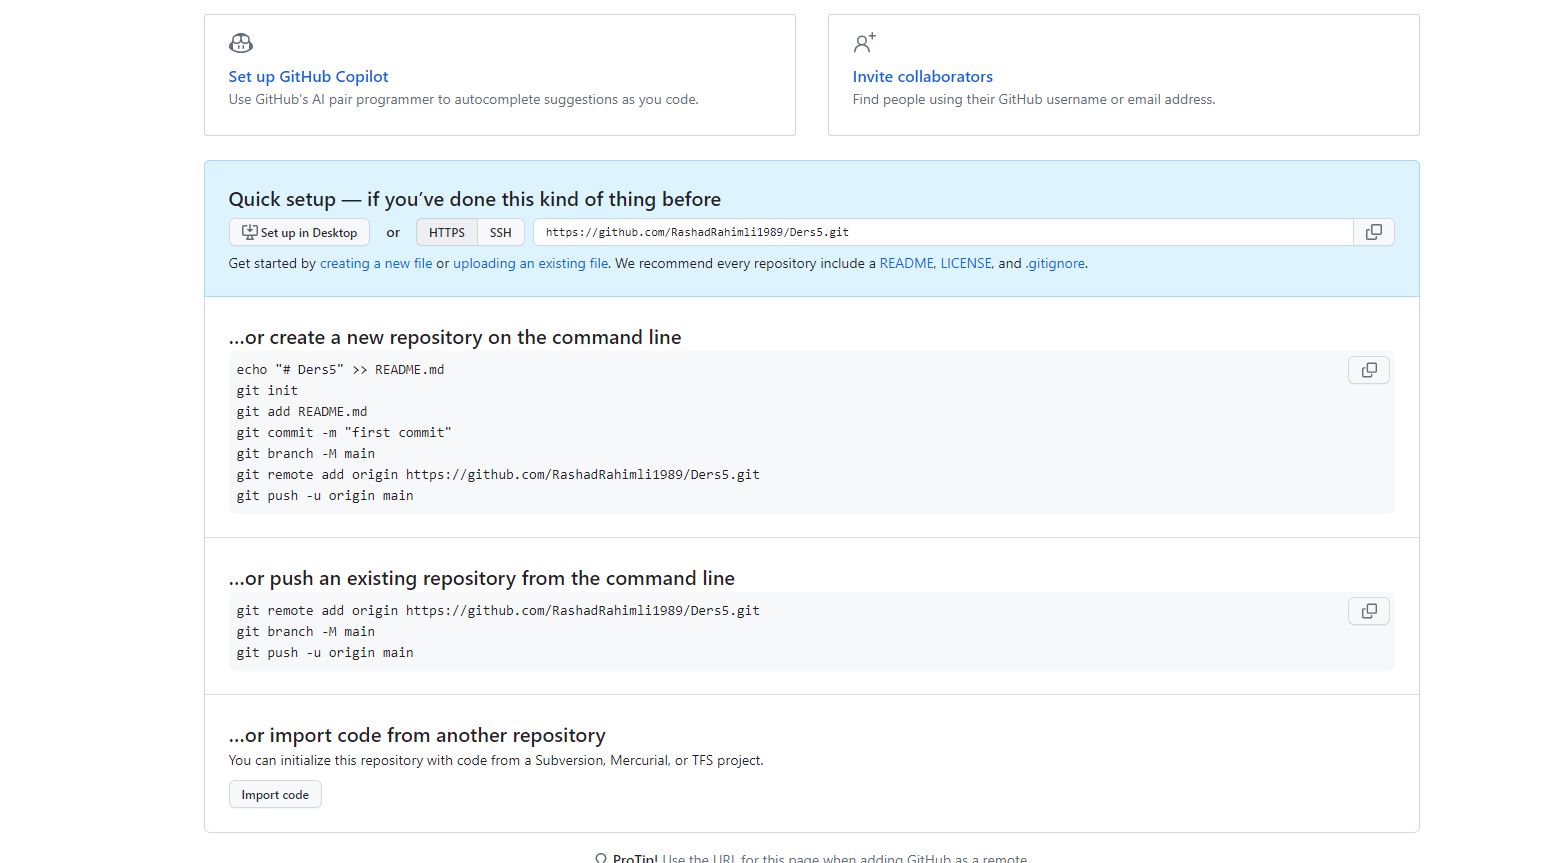 Set up GitHub Copilot
Use GitHub's AI pair programmer to autocomplete suggestions as you code.
Invite collaborators
Find people using their GitHub username or email address.
Quick setup — if you’ve done this kind of thing before
Set up in Desktop or HTTPS SSH https://github.com/RashadRahimli1989/Ders5.git
Get started by creating a new file or uploading an existing file. We recommend every repository include a README, LICENSE, and .gitignore.
…or create a new repository on the command line
echo "# Ders5" >> README.md
git init
git add README.md
git commit -m "first commit"
git branch -M main
git remote add origin https://github.com/RashadRahimli1989/Ders5.git
git push -u origin main
…or push an existing repository from the command line
git remote add origin https://github.com/RashadRahimli1989/Ders5.git
git branch -M main
git push -u origin main
…or import code from another repository
You can initialize this repository with code from a Subversion, Mercurial, or TFS project.
Import code
ProTip! Use the URL for this page when adding GitHub as a remote.